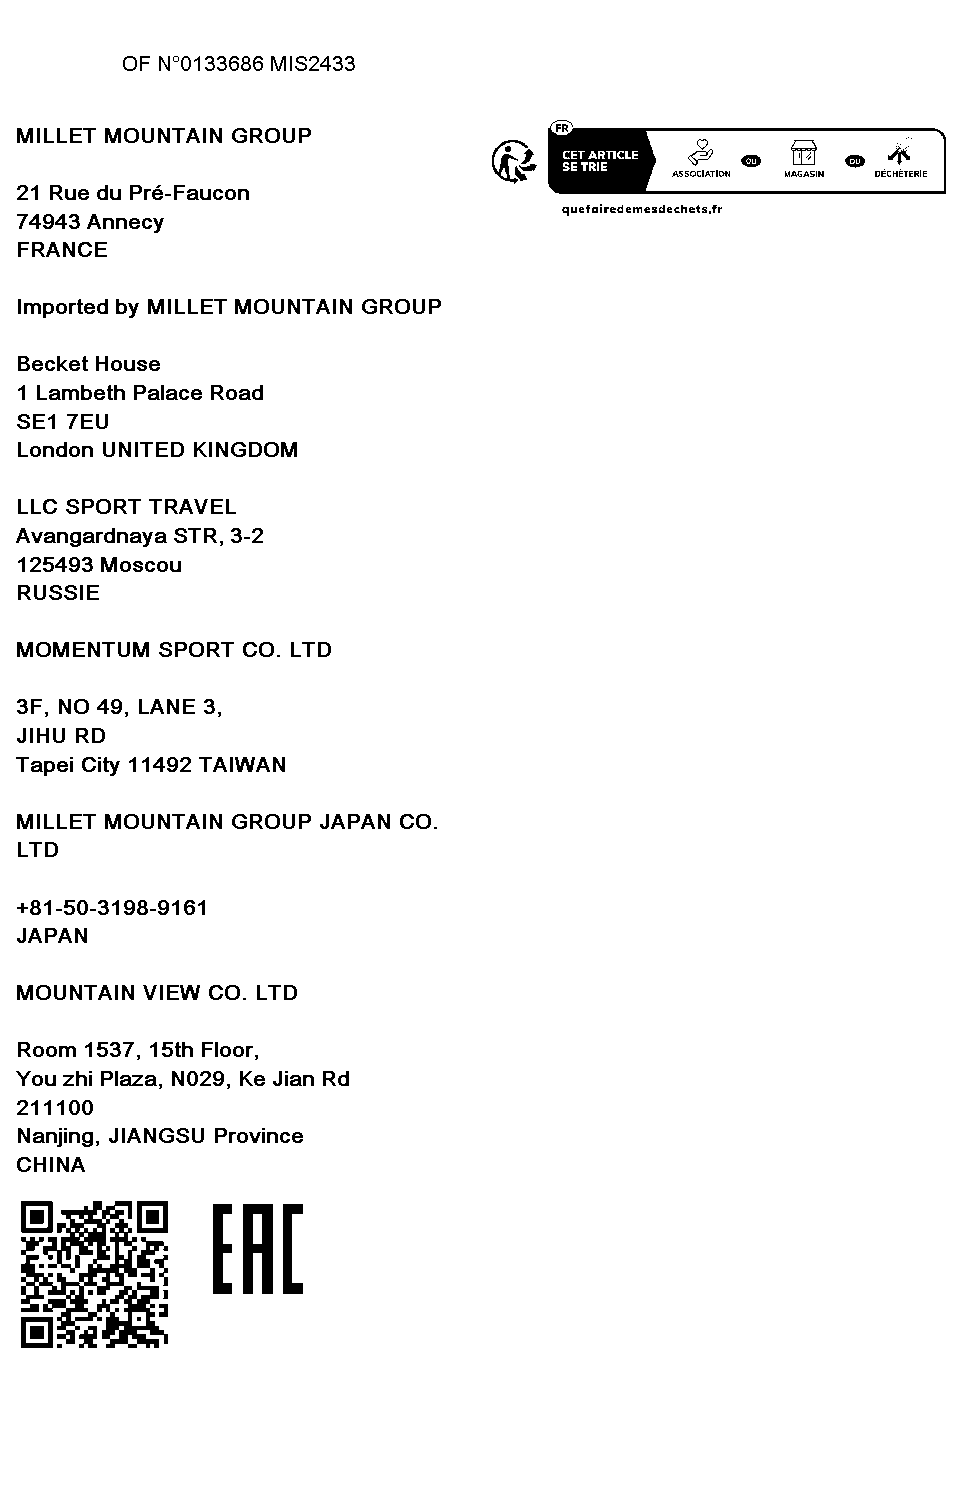 OF N°0133686 MIS2433
MILLET MOUNTAIN GROUP
21 Rue du Pré-Faucon
74943 Annecy
FRANCE
Imported by MILLET MOUNTAIN GROUP
Becket House
1 Lambeth Palace Road
SE1 7EU
London UNITED KINGDOM
LLC SPORT TRAVEL
Avangardnaya STR, 3-2
125493 Moscou
RUSSIE
MOMENTUM SPORT CO. LTD
3F, NO 49, LANE 3,
JIHU RD
Tapei City 11492 TAIWAN
MILLET MOUNTAIN GROUP JAPAN CO.
LTD
+81-50-3198-9161
JAPAN
MOUNTAIN VIEW CO. LTD
Room 1537, 15th Floor,
You zhi Plaza, N029, Ke Jian Rd
211100
Nanjing, JIANGSU Province
CHINA
EAC
FR
CET ARTICLE
SE TRIE
ASSOCIATION
OU
MAGASIN
OU
DÉCHÈTERIE
quefairedemesdechets.fr